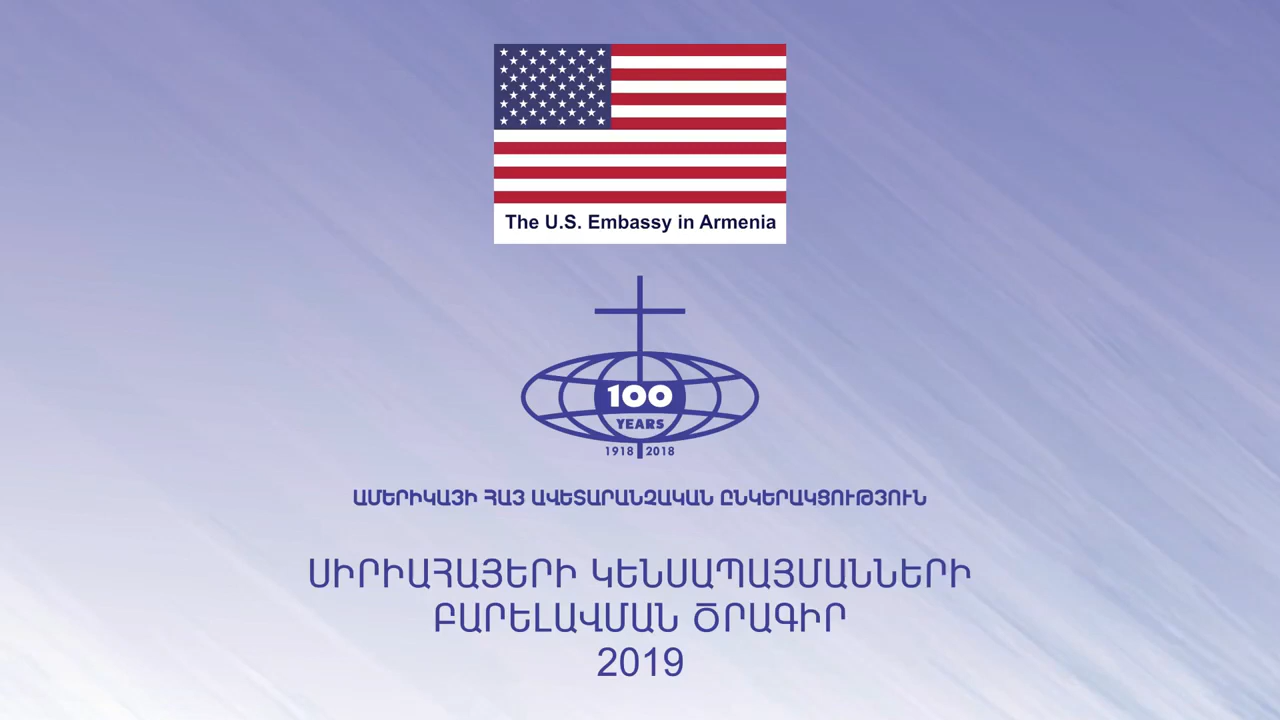 The U.S. Embassy in Armenia
100
YEARS
1918 2018
ԱՄԵՐԻԿԱՅԻ ՀԱՅ ԱՎԵՏԱՐԱՆՉԱԿԱՆ ԸՆԿԵՐԱԿՑՈՒԹՅՈՒՆ
ՍԻՐԻԱՀԱՅԵՐԻ ԿԵՆՍԱՊԱՅՄԱՆՆԵՐԻ
ԲԱՐԵԼԱՎՄԱՆ ԾՐԱԳԻՐ
2019